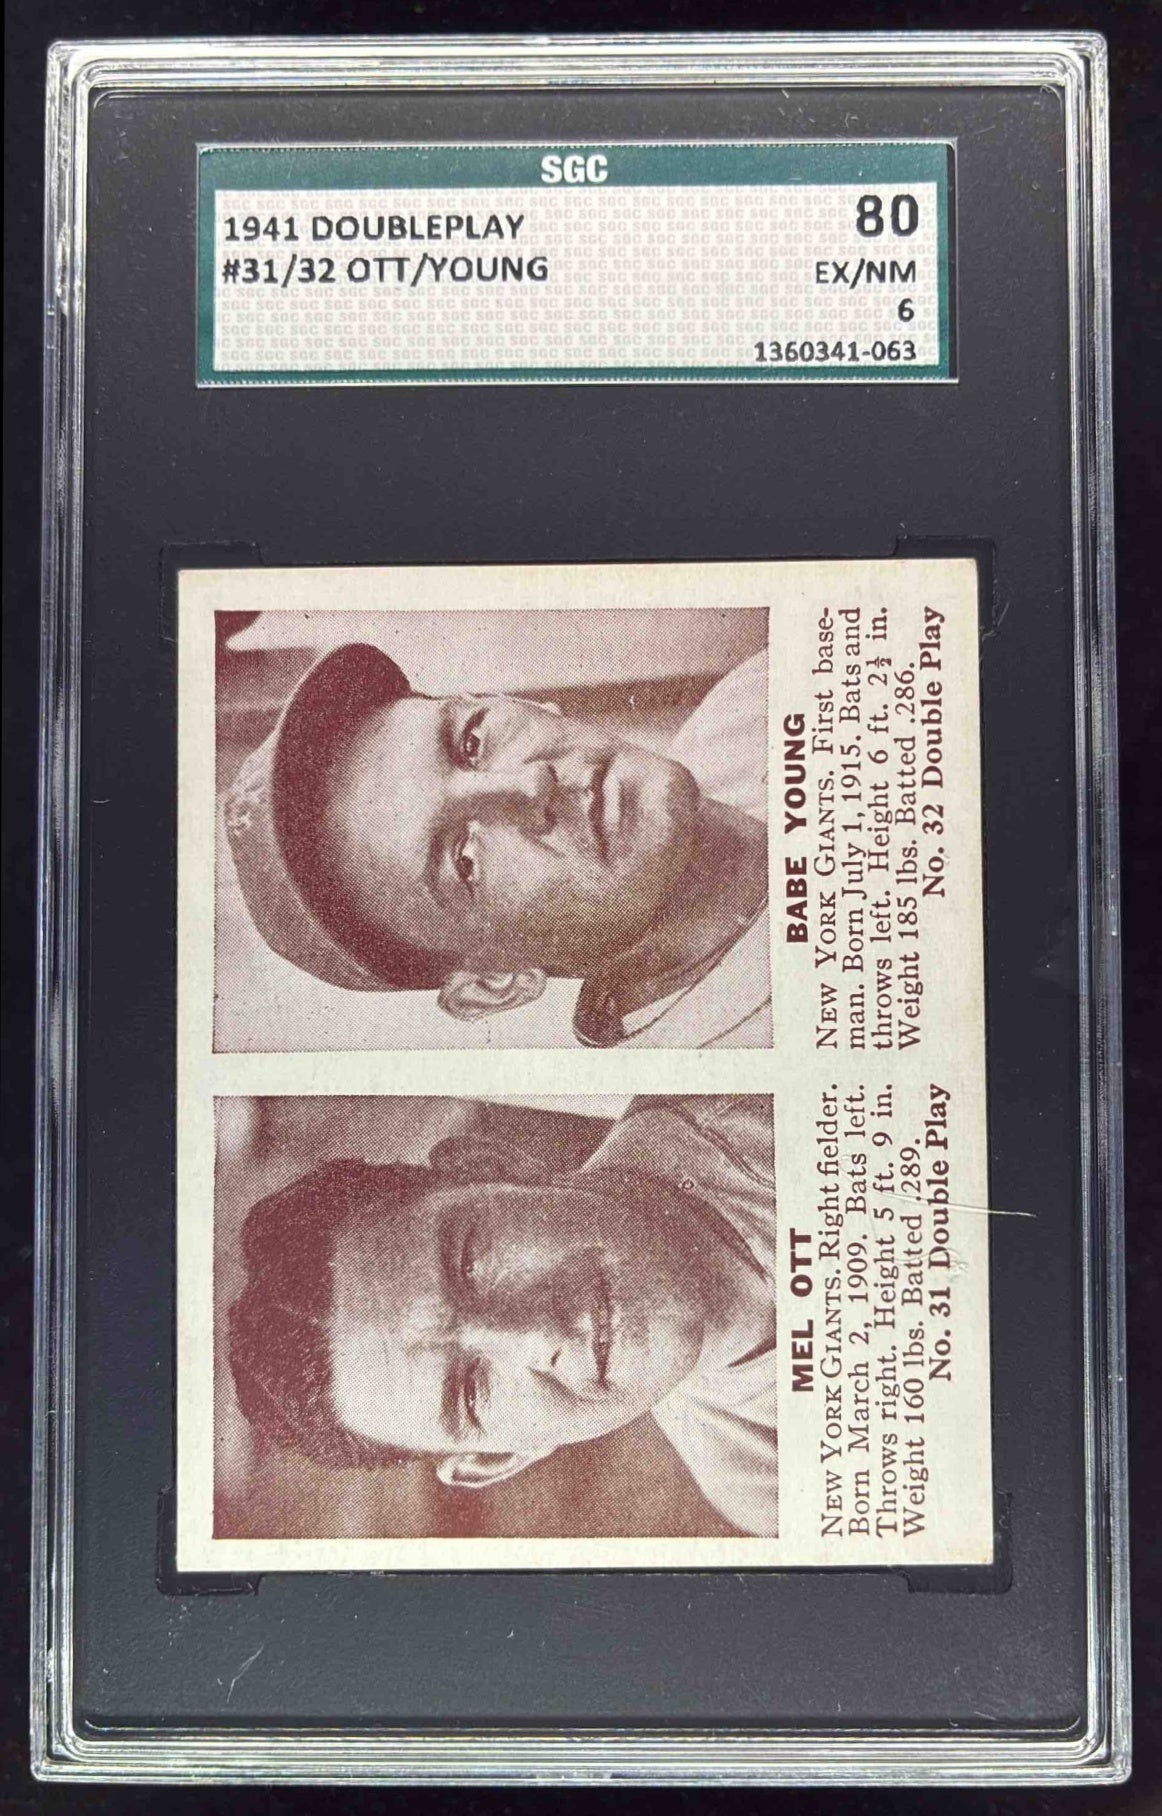 SGC
1941 DOUBLEPLAY
#31/32 OTT/YOUNG
80
EX/NM
6
1360341-063
MEL OTT
NEW YORK GIANTS. Right fielder.
Born March 2, 1909. Bats left.
Throws right. Height 5 ft. 9 in.
Weight 160 lbs. Batted .289.
No. 31 Double Play
BABE YOUNG
NEW YORK GIANTS. First base-
man. Born July 1, 1915. Bats and
throws left. Height 6 ft. 2½ in.
Weight 185 lbs. Batted .286.
No. 32 Double Play